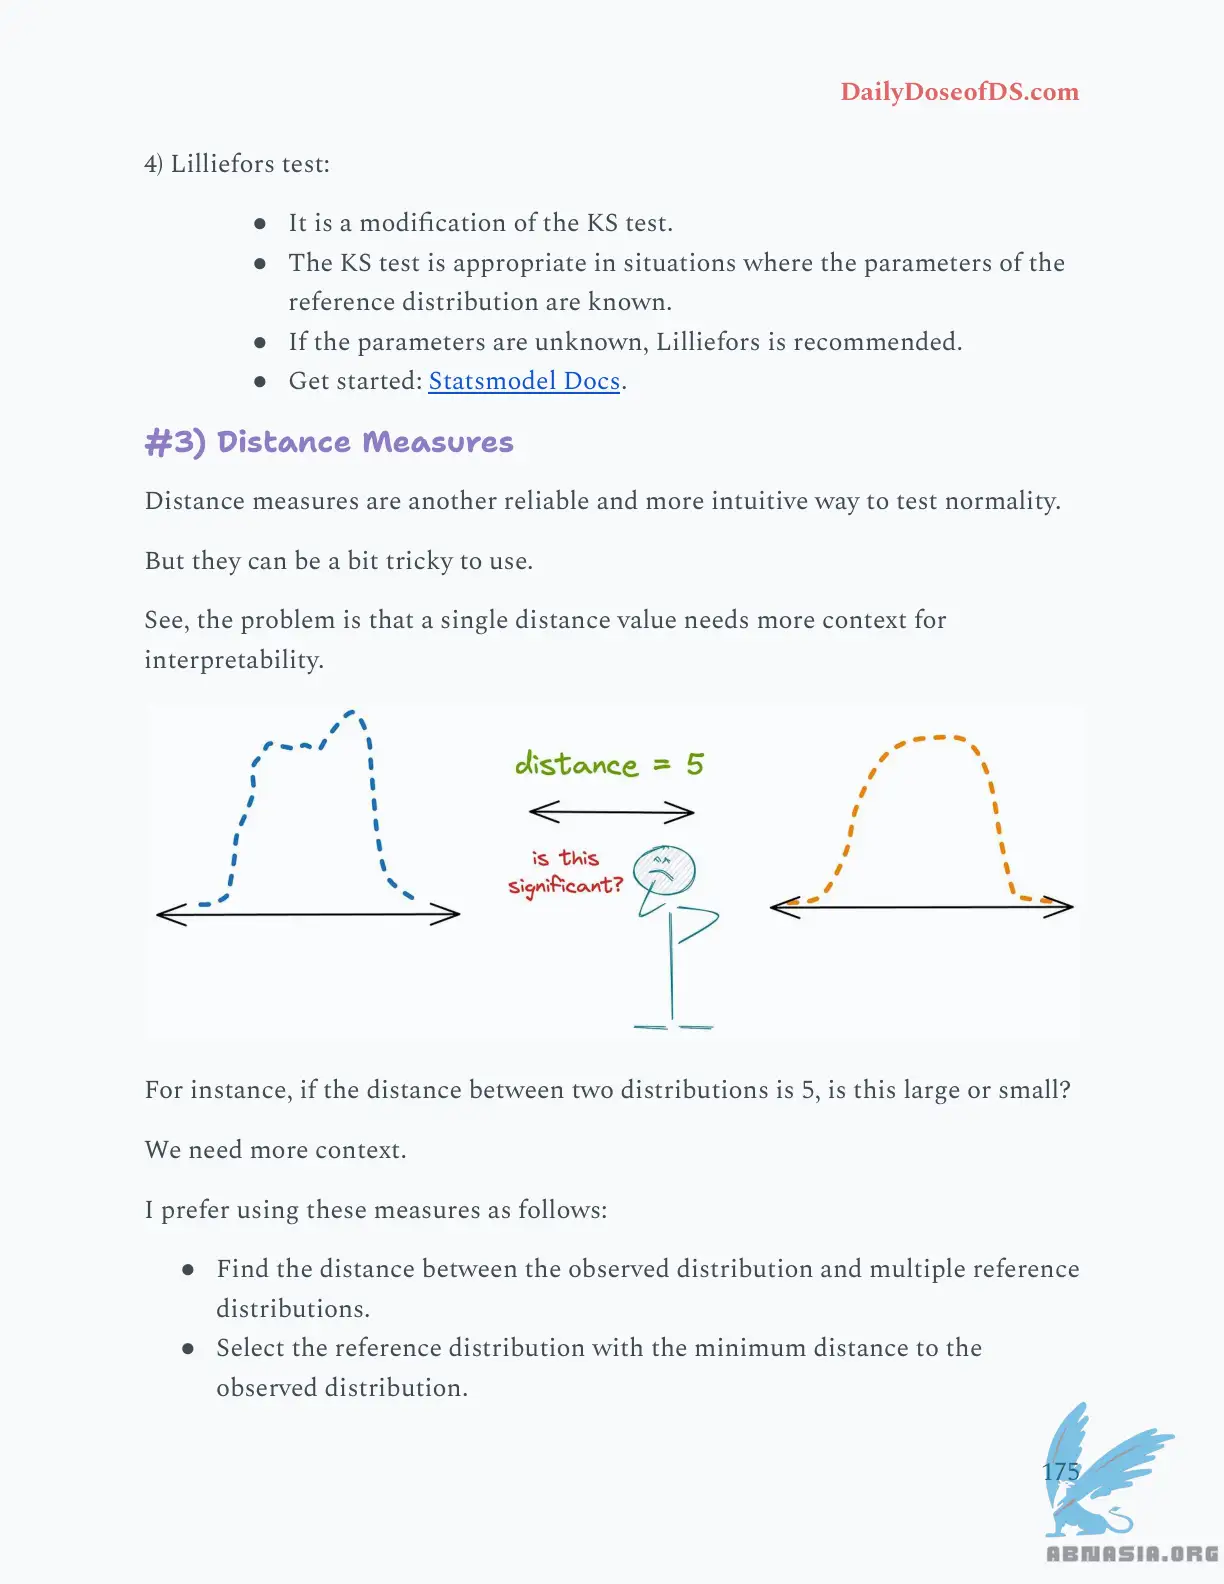 DailyDoseofDS.com
4) Lilliefors test:
● It is a modification of the KS test.
● The KS test is appropriate in situations where the parameters of the
reference distribution are known.
● If the parameters are unknown, Lilliefors is recommended.
● Get started: Statsmodel Docs.
#3) Distance Measures
Distance measures are another reliable and more intuitive way to test normality.
But they can be a bit tricky to use.
See, the problem is that a single distance value needs more context for
interpretability.
distance = 5
is this
significant?
For instance, if the distance between two distributions is 5, is this large or small?
We need more context.
I prefer using these measures as follows:
● Find the distance between the observed distribution and multiple reference
distributions.
● Select the reference distribution with the minimum distance to the
observed distribution.
175
ABNASIA.ORG